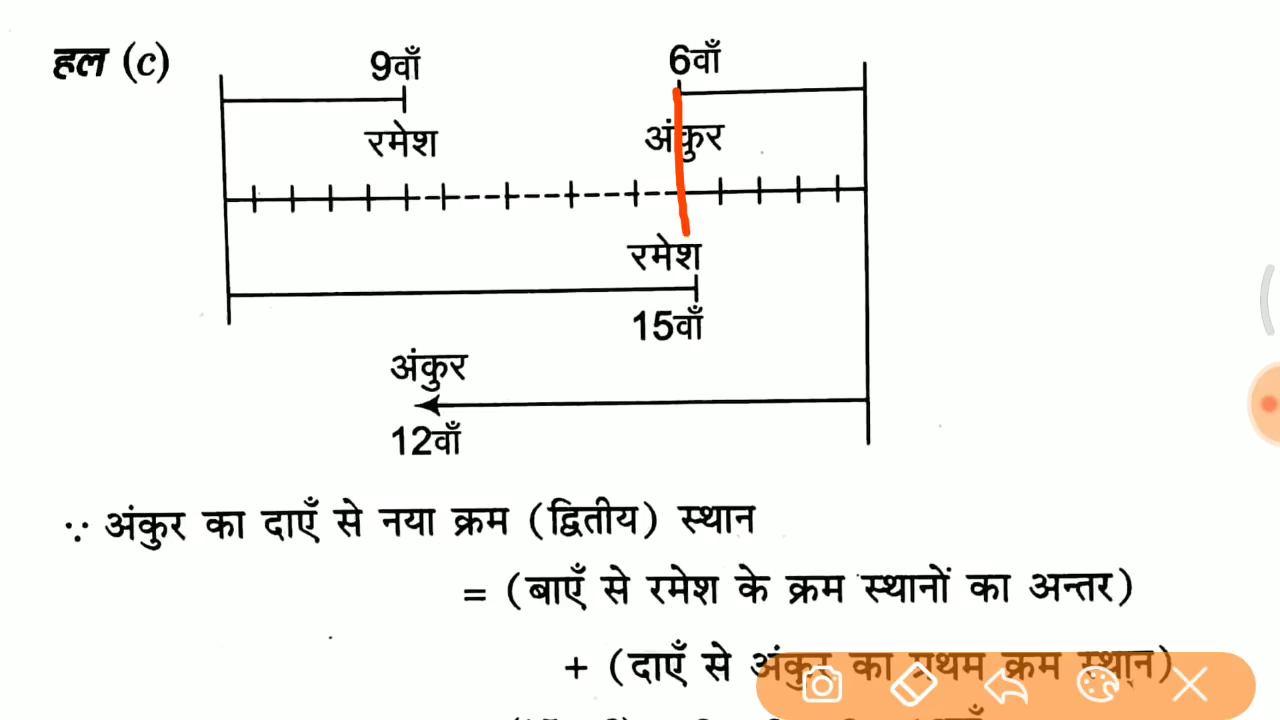 हल (c)
9वाँ
6वाँ
रमेश
अंकुर
रमेश
15वाँ
अंकुर
12वाँ
∵ अंकुर का दाएँ से नया क्रम (द्वितीय) स्थान
= (बाएँ से रमेश के क्रम स्थानों का अन्तर)
+ (दाएँ से अंकुर का प्रथम क्रम स्थान)